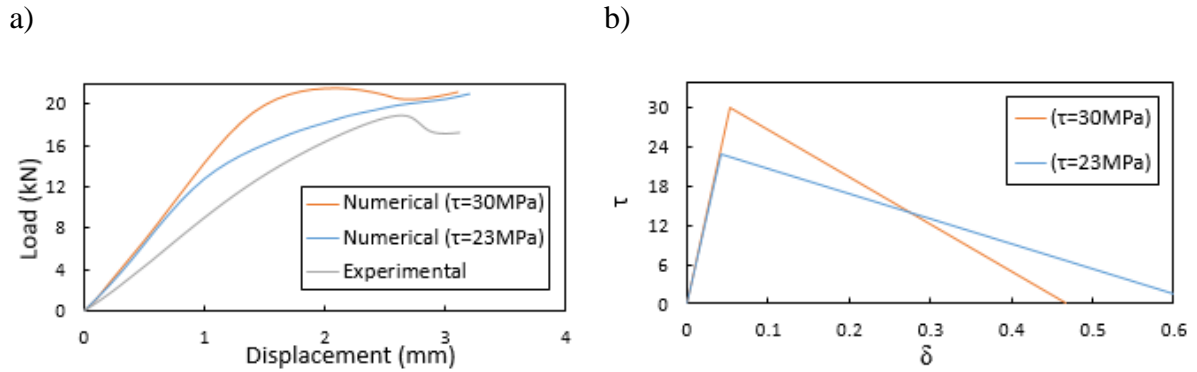 a)
Load (kN)
20
16
12
8
4
0
0 1 2 3 4
Displacement (mm)
Numerical (τ=30MPa)
Numerical (τ=23MPa)
Experimental
b)
τ
30
24
18
12
6
0
0 0.1 0.2 0.3 0.4 0.5 0.6
δ
(τ=30MPa)
(τ=23MPa)